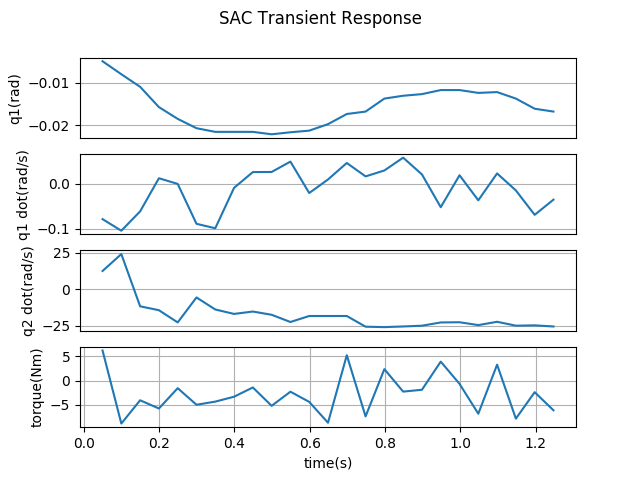 SAC Transient Response
q1(rad)
−0.01
−0.02
q1 dot(rad/s)
0.0
−0.1
q2 dot(rad/s)
25
0
−25
torque(Nm)
5
0
−5
0.0 0.2 0.4 0.6 0.8 1.0 1.2
time(s)